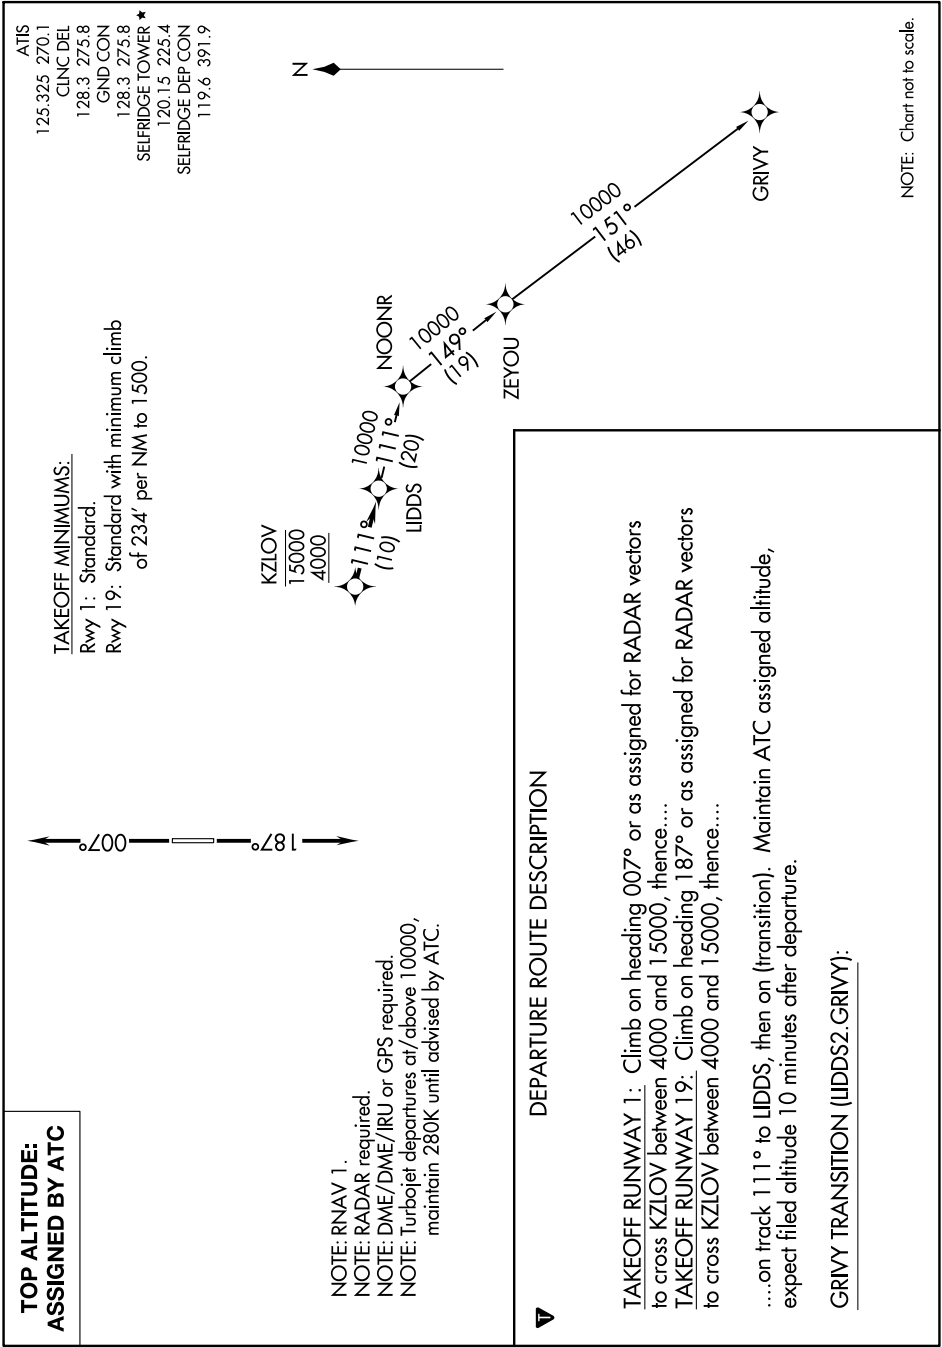 TOP ALTITUDE:
ASSIGNED BY ATC
ATIS
125.325 270.1
CLNC DEL
128.3 275.8
GND CON
128.3 275.8
SELFRIDGE TOWER ★
120.15 225.4
SELFRIDGE DEP CON
119.6 391.9
TAKEOFF MINIMUMS:
Rwy 1: Standard.
Rwy 19: Standard with minimum climb
of 234' per NM to 1500.
007°
187°
N
NOTE: RNAV 1.
NOTE: RADAR required.
NOTE: DME/DME/IRU or GPS required.
NOTE: Turbojet departures at/above 10000,
maintain 280K until advised by ATC.
KZLOV
15000
4000
111°
(10)
LIDDS
10000
111°
(20)
NOONR
10000
149°
(19)
ZEYOU
10000
151°
(46)
GRIVY
T
DEPARTURE ROUTE DESCRIPTION
TAKEOFF RUNWAY 1: Climb on heading 007° or as assigned for RADAR vectors
to cross KZLOV between 4000 and 15000, thence....
TAKEOFF RUNWAY 19: Climb on heading 187° or as assigned for RADAR vectors
to cross KZLOV between 4000 and 15000, thence....
....on track 111° to LIDDS, then on (transition). Maintain ATC assigned altitude,
expect filed altitude 10 minutes after departure.
GRIVY TRANSITION (LIDDS2.GRIVY):
NOTE: Chart not to scale.